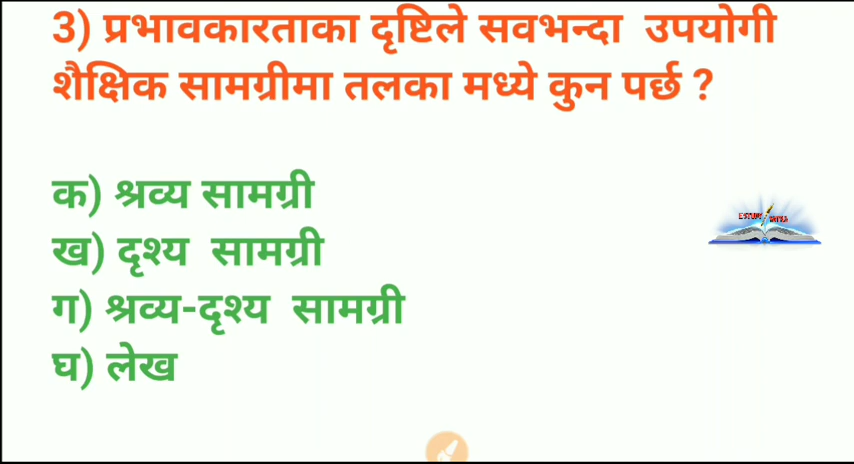 3) प्रभावकारताका दृष्टिले सवभन्दा उपयोगी
शैक्षिक सामग्रीमा तलका मध्ये कुन पर्छ ?
क) श्रव्य सामग्री
ख) दृश्य सामग्री
ग) श्रव्य-दृश्य सामग्री
घ) लेख